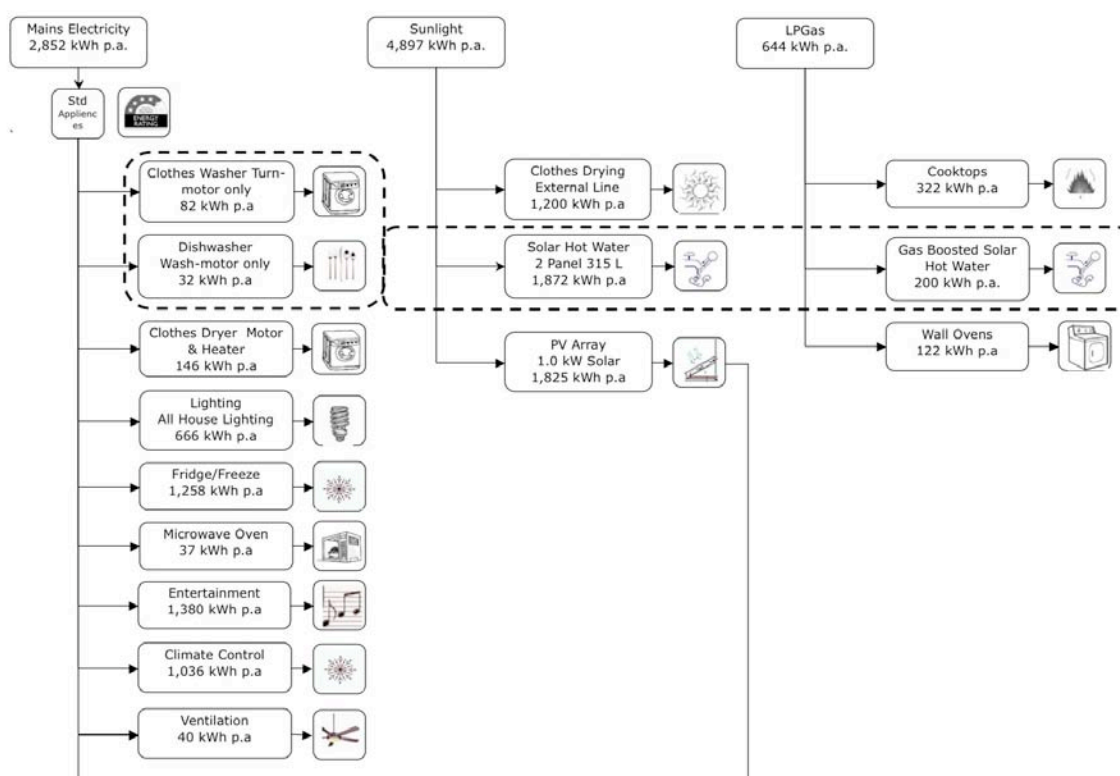 Mains Electricity
2,852 kWh p.a.
Sunlight
4,897 kWh p.a.
LPGas
644 kWh p.a.
Std
Applienc
es
ENERGY
RATING
Clothes Washer Turn-
motor only
82 kWh p.a
Clothes Drying
External Line
1,200 kWh p.a
Cooktops
322 kWh p.a
Dishwasher
Wash-motor only
32 kWh p.a
Solar Hot Water
2 Panel 315 L
1,872 kWh p.a
Gas Boosted Solar
Hot Water
200 kWh p.a.
Clothes Dryer Motor
& Heater
146 kWh p.a
PV Array
1.0 kW Solar
1,825 kWh p.a
Wall Ovens
122 kWh p.a
Lighting
All House Lighting
666 kWh p.a
Fridge/Freeze
1,258 kWh p.a
Microwave Oven
37 kWh p.a
Entertainment
1,380 kWh p.a
Climate Control
1,036 kWh p.a
Ventilation
40 kWh p.a